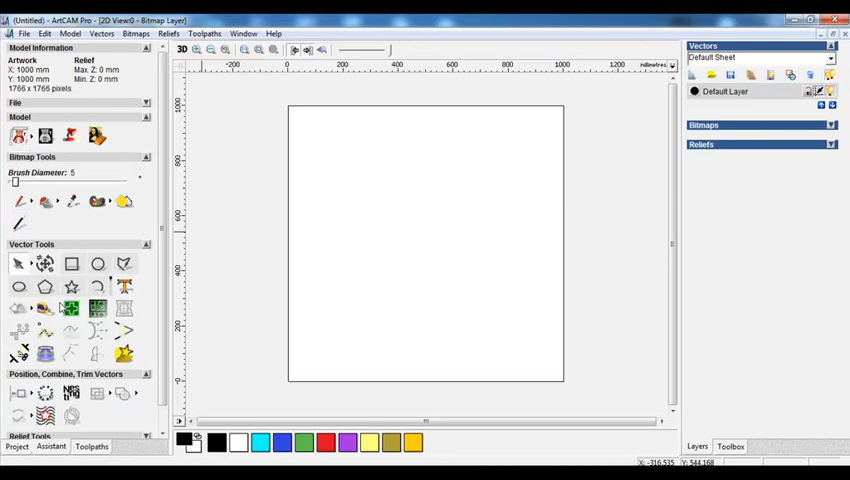 (Untitled) - ArtCAM Pro - [2D View:0 - Bitmap Layer]
File Edit Model Vectors Bitmaps Reliefs Toolpaths Window Help
Model Information
Artwork Relief
X: 1000 mm Max. Z: 0 mm
Y: 1000 mm Min. Z: 0 mm
1766 x 1766 pixels
File
Model
Bitmap Tools
Brush Diameter: 5
Vector Tools
Position, Combine, Trim Vectors
Nes
ting
Relief Tools
Project Assistant Toolpaths
3D
-200 0 200 400 600 800 1000 1200 millimetres
1000
800
600
400
200
-0
Vectors
Default Sheet
Default Layer
Bitmaps
Reliefs
Layers Toolbox
X: -316.535 Y: 544.168